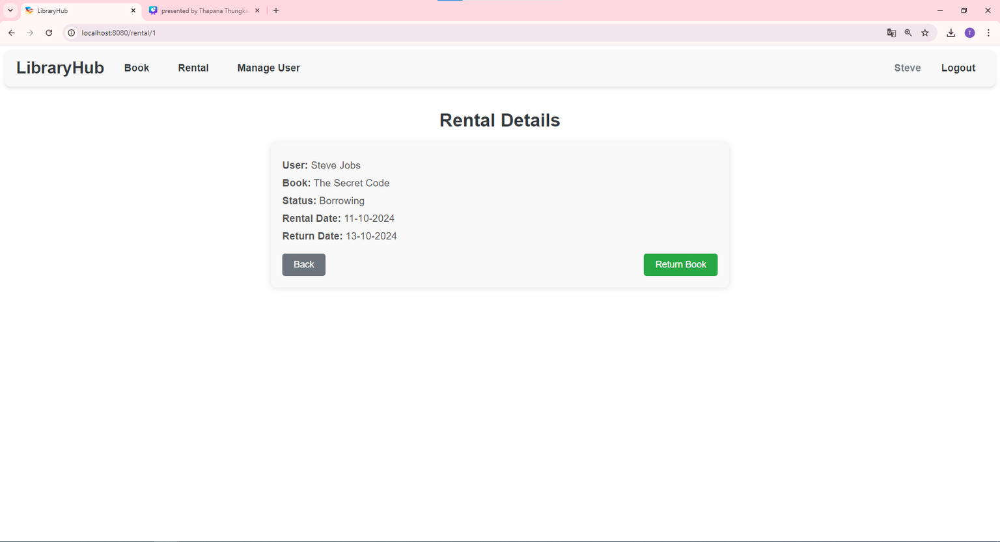 LibraryHub
presented by Thapana Thungka
localhost:8080/rental/1
T
LibraryHub Book Rental Manage User Steve Logout
Rental Details
User: Steve Jobs
Book: The Secret Code
Status: Borrowing
Rental Date: 11-10-2024
Return Date: 13-10-2024
Back Return Book